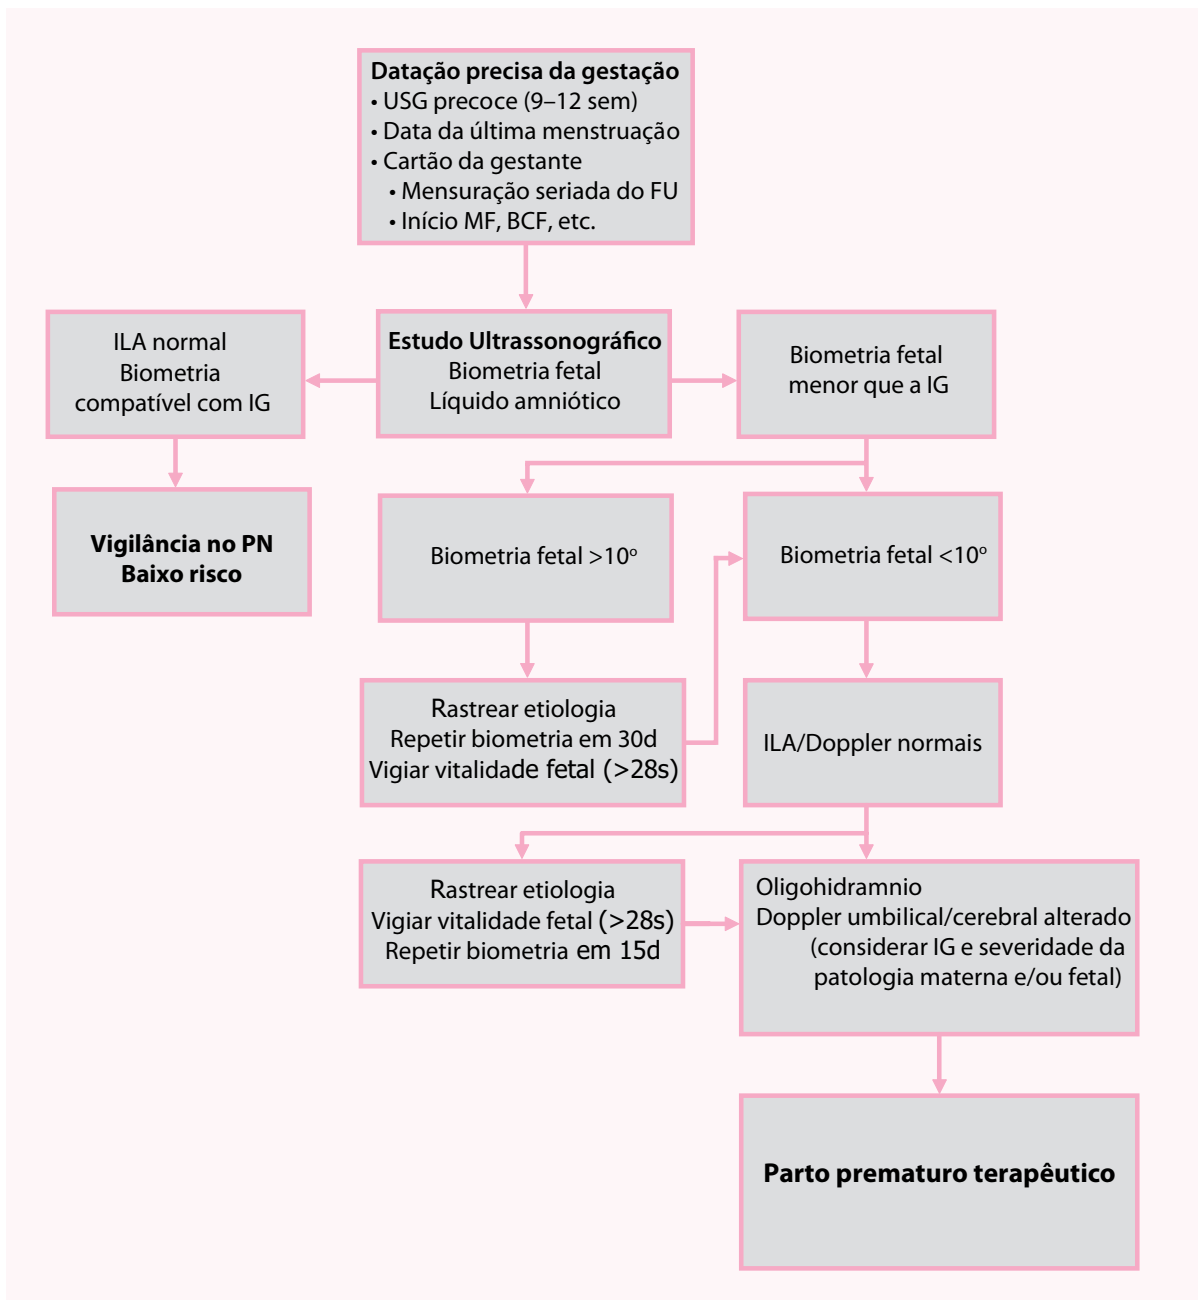 Datação precisa da gestação
• USG precoce (9–12 sem)
• Data da última menstruação
• Cartão da gestante
• Mensuração seriada do FU
• Início MF, BCF, etc.
ILA normal
Biometria
compatível com IG
Estudo Ultrassonográfico
Biometria fetal
Líquido amniótico
Biometria fetal
menor que a IG
Vigilância no PN
Baixo risco
Biometria fetal >10º
Biometria fetal <10º
Rastrear etiologia
Repetir biometria em 30d
Vigiar vitalidade fetal (>28s)
ILA/Doppler normais
Rastrear etiologia
Vigiar vitalidade fetal (>28s)
Repetir biometria em 15d
Oligohidramnio
Doppler umbilical/cerebral alterado
(considerar IG e severidade da
patologia materna e/ou fetal)
Parto prematuro terapêutico